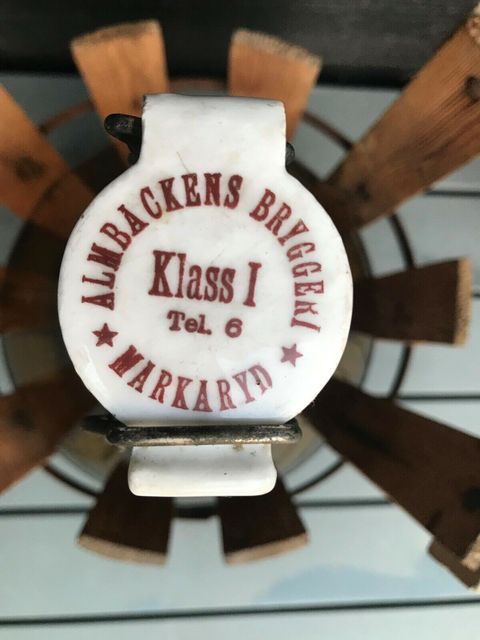 ALMBACKENS BRYGGERI
Klass I
Tel. 6
MARKARYD